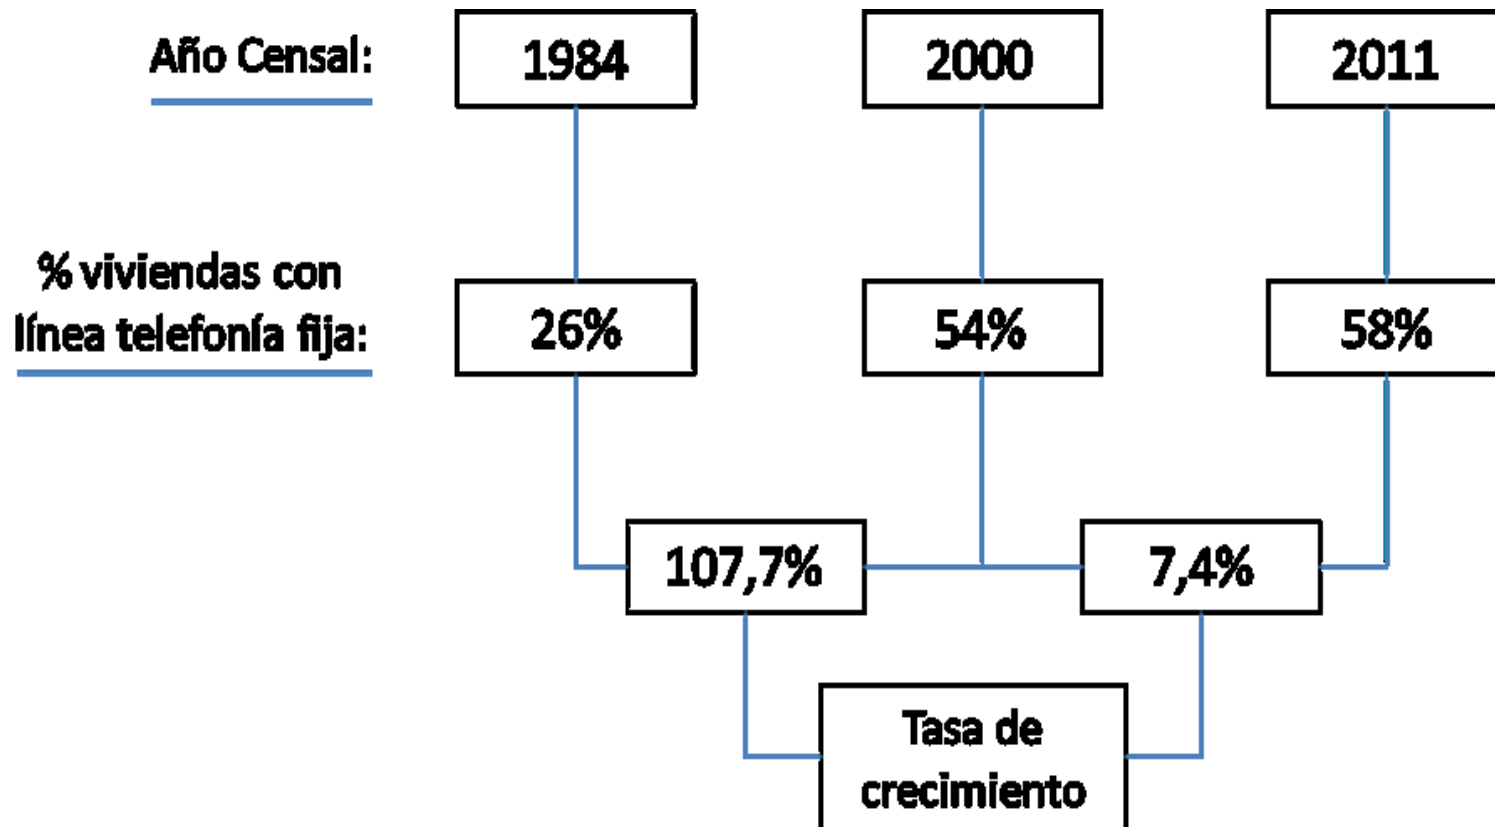 Año Censal:
1984
2000
2011
% viviendas con
línea telefonía fija:
26%
54%
58%
107,7%
7,4%
Tasa de
crecimiento